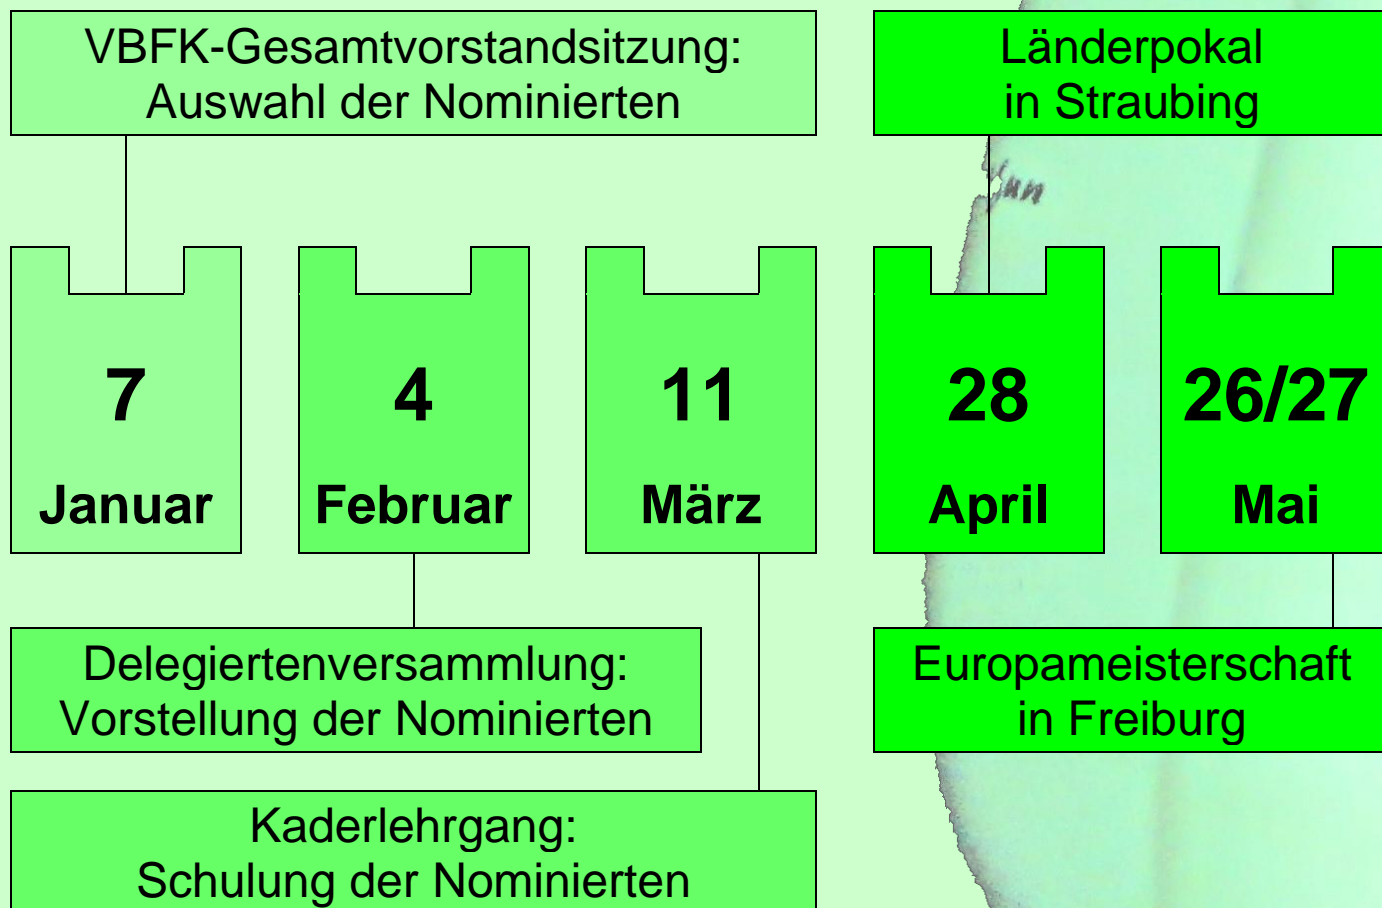 VBFK-Gesamtvorstandsitzung:
Auswahl der Nominierten
Länderpokal
in Straubing
7
Januar
4
Februar
11
März
28
April
26/27
Mai
Delegiertenversammlung:
Vorstellung der Nominierten
Europameisterschaft
in Freiburg
Kaderlehrgang:
Schulung der Nominierten